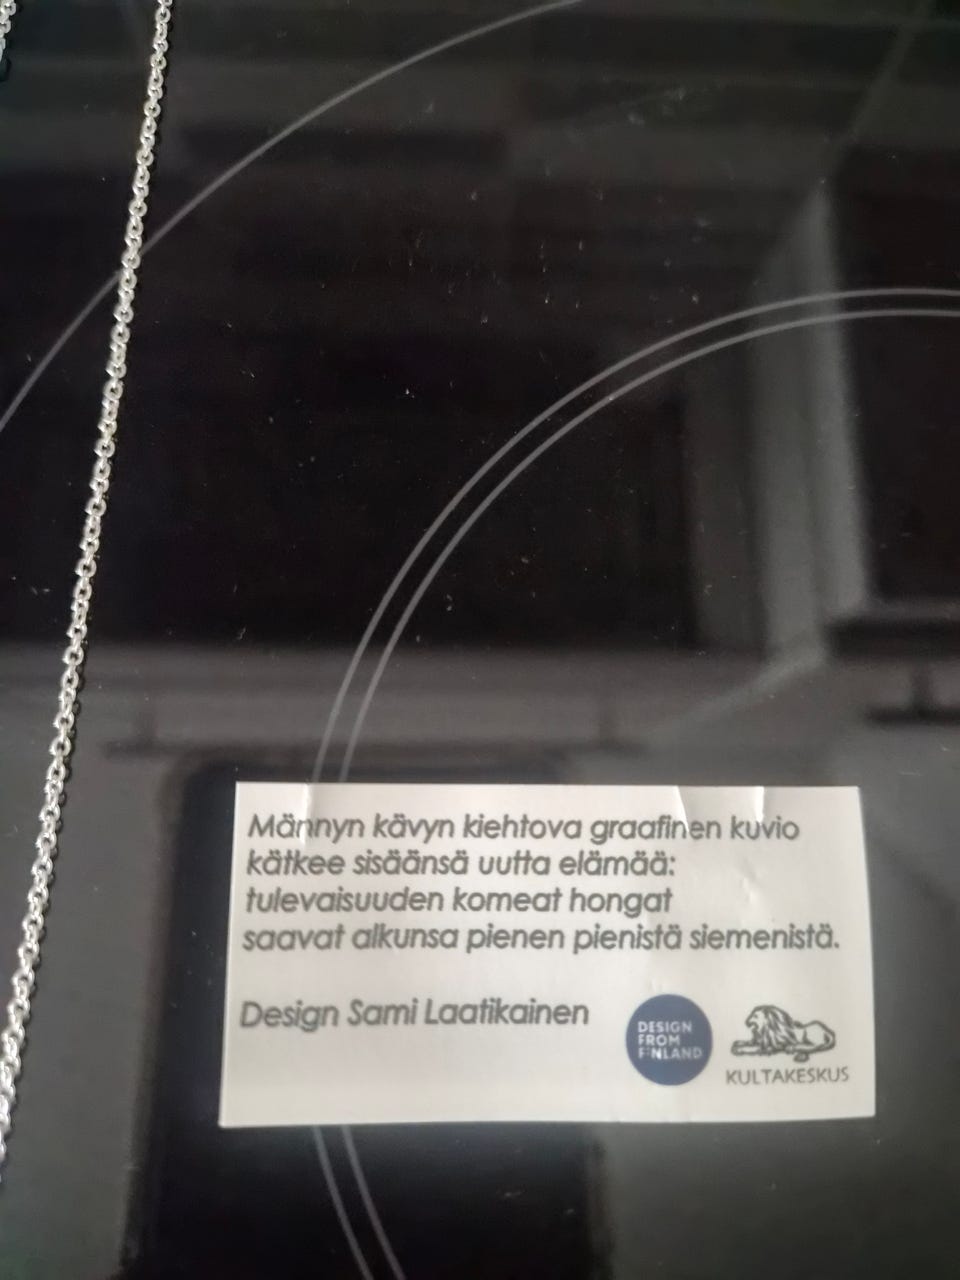 Männyn kävyn kiehtova graafinen kuvio
kätkee sisäänsä uutta elämää:
tulevaisuuden komeat hongat
saavat alkunsa pienen pienistä siemenistä.
Design Sami Laatikainen
DESIGN
FROM
FINLAND
KULTAKESKUS